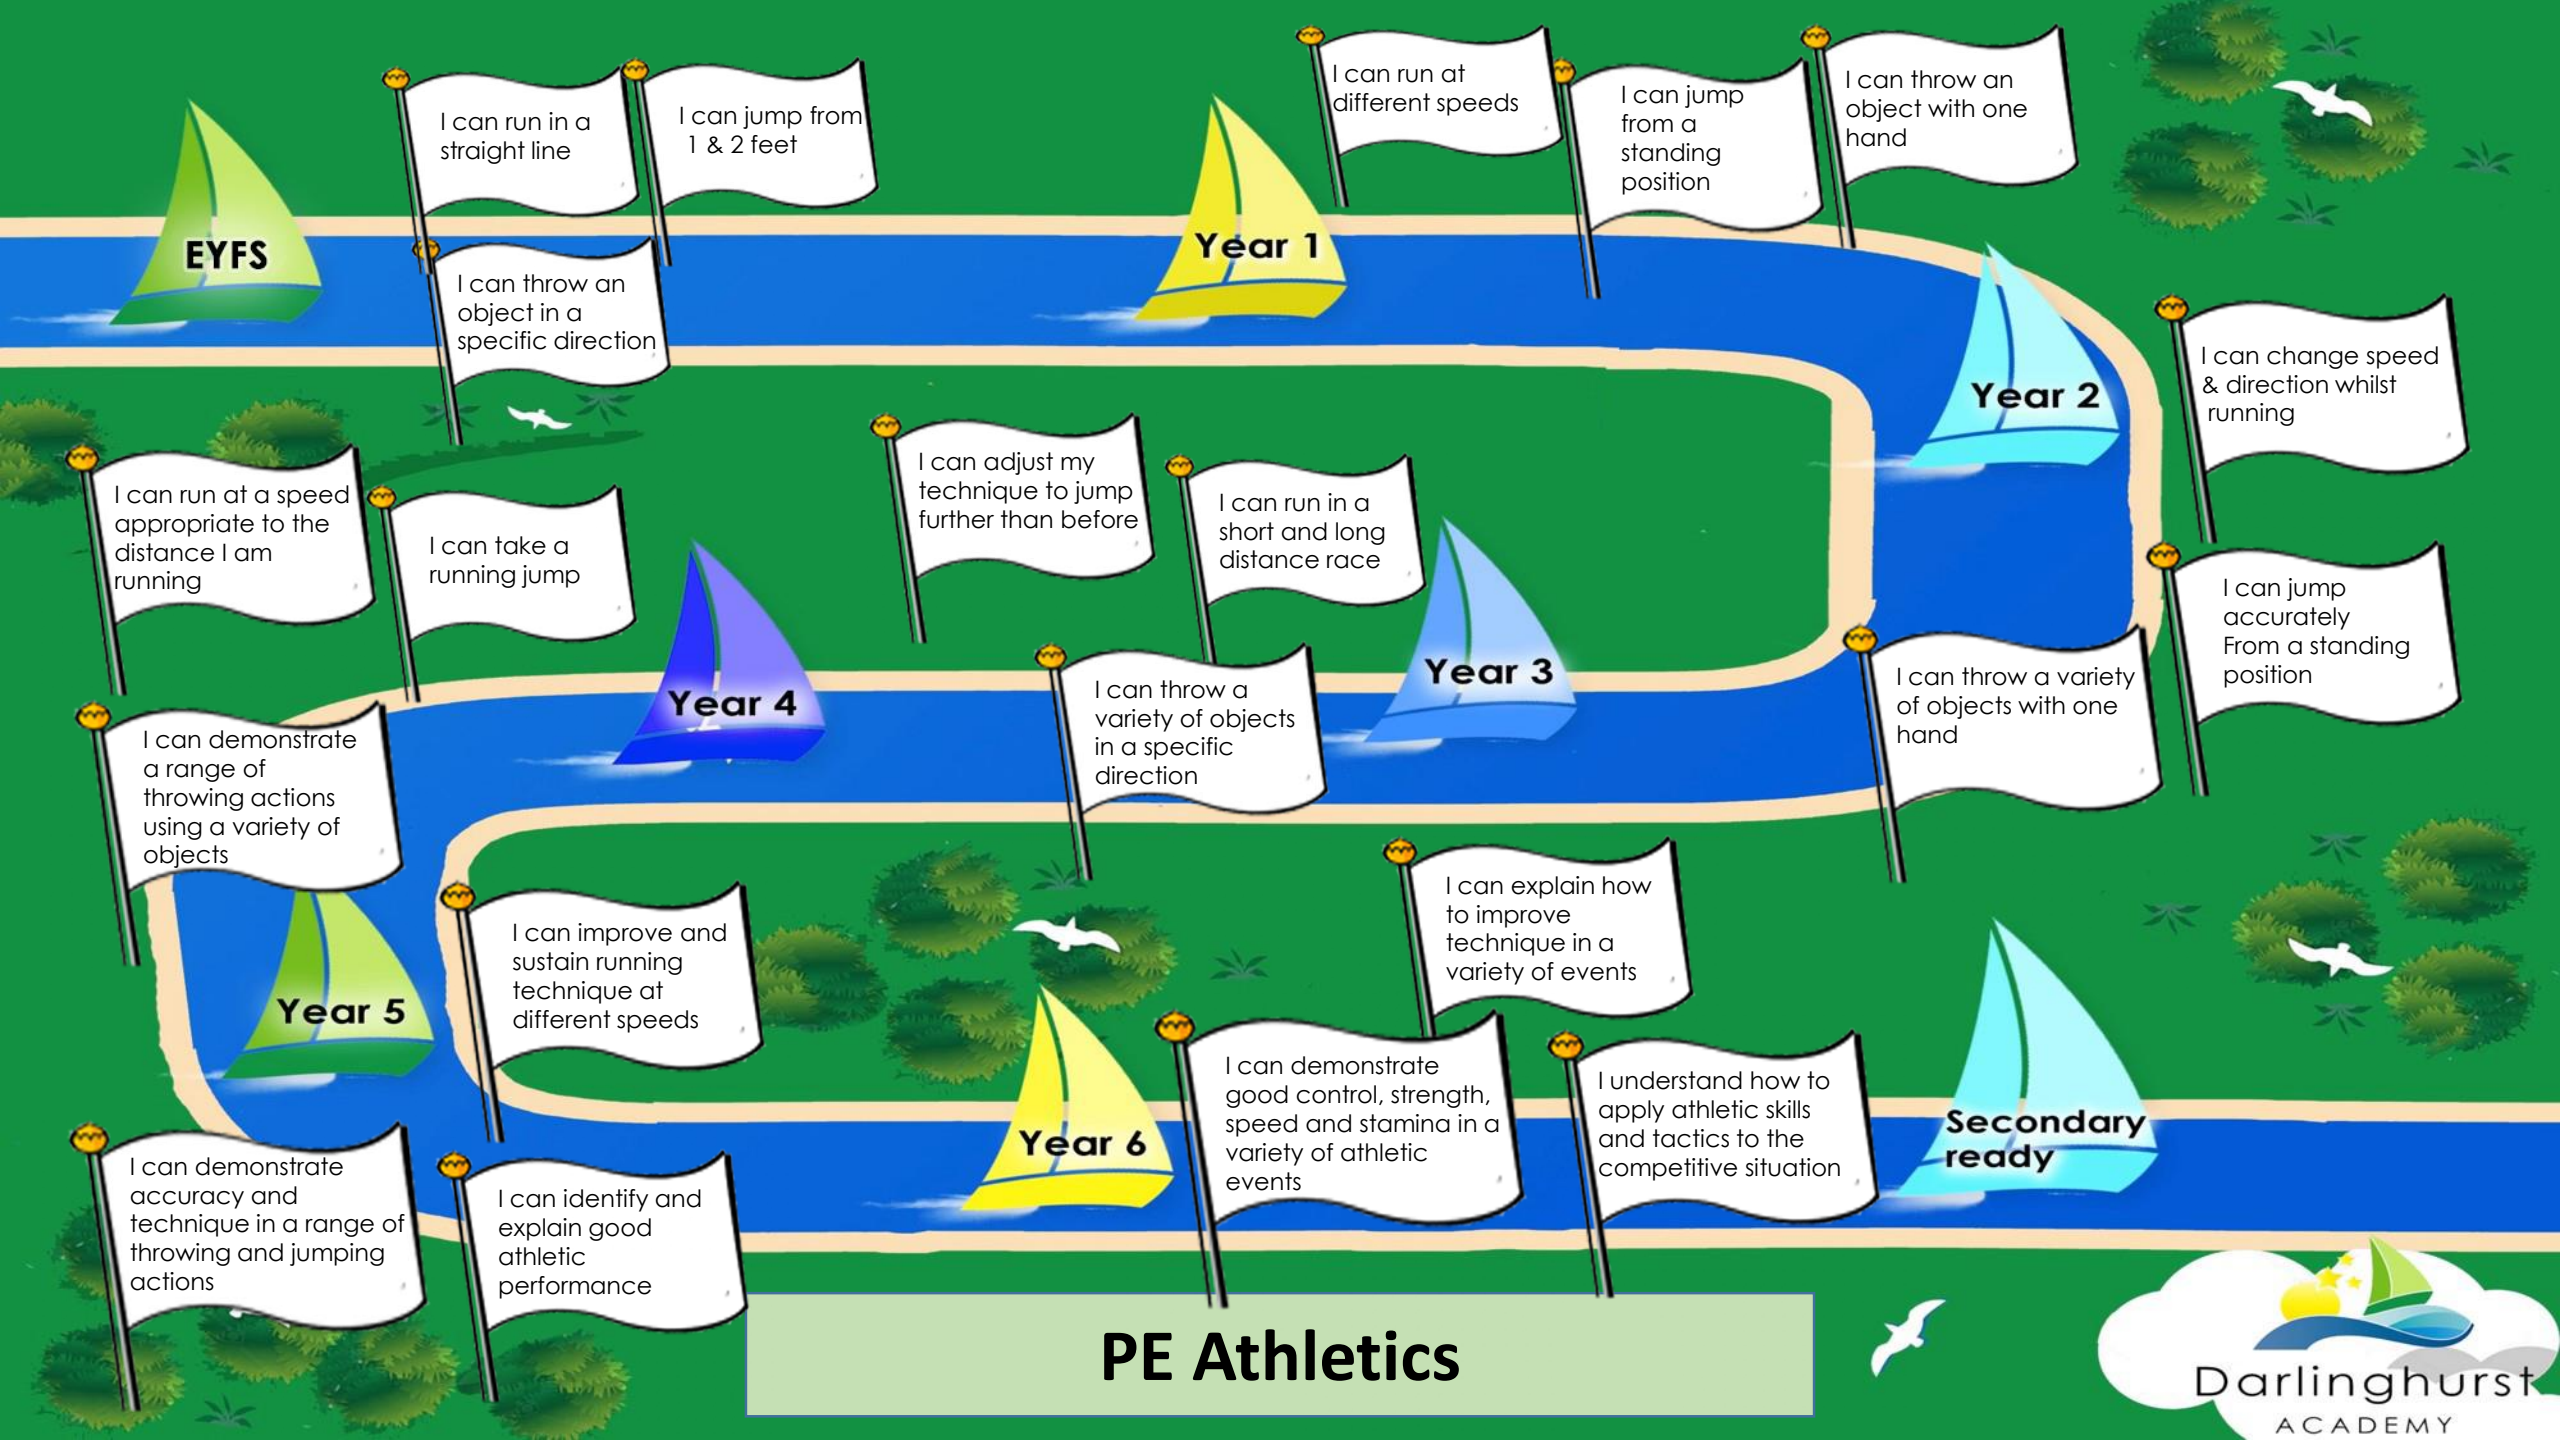 EYFS
I can run in a
straight line
I can jump from
1 & 2 feet
I can throw an
object in a
specific direction
Year 1
I can run at
different speeds
I can jump
from a
standing
position
I can throw an
object with one
hand
Year 2
I can change speed
& direction whilst
running
I can jump
accurately
From a standing
position
I can throw a variety
of objects with one
hand
Year 3
I can run in a
short and long
distance race
I can adjust my
technique to jump
further than before
I can throw a
variety of objects
in a specific
direction
Year 4
I can take a
running jump
I can run at a speed
appropriate to the
distance I am
running
I can demonstrate
a range of
throwing actions
using a variety of
objects
Year 5
I can improve and
sustain running
technique at
different speeds
I can demonstrate
accuracy and
technique in a range of
throwing and jumping
actions
I can identify and
explain good
athletic
performance
Year 6
I can explain how
to improve
technique in a
variety of events
I can demonstrate
good control, strength,
speed and stamina in a
variety of athletic
events
I understand how to
apply athletic skills
and tactics to the
competitive situation
Secondary
ready
PE Athletics
Darlinghurst
ACADEMY